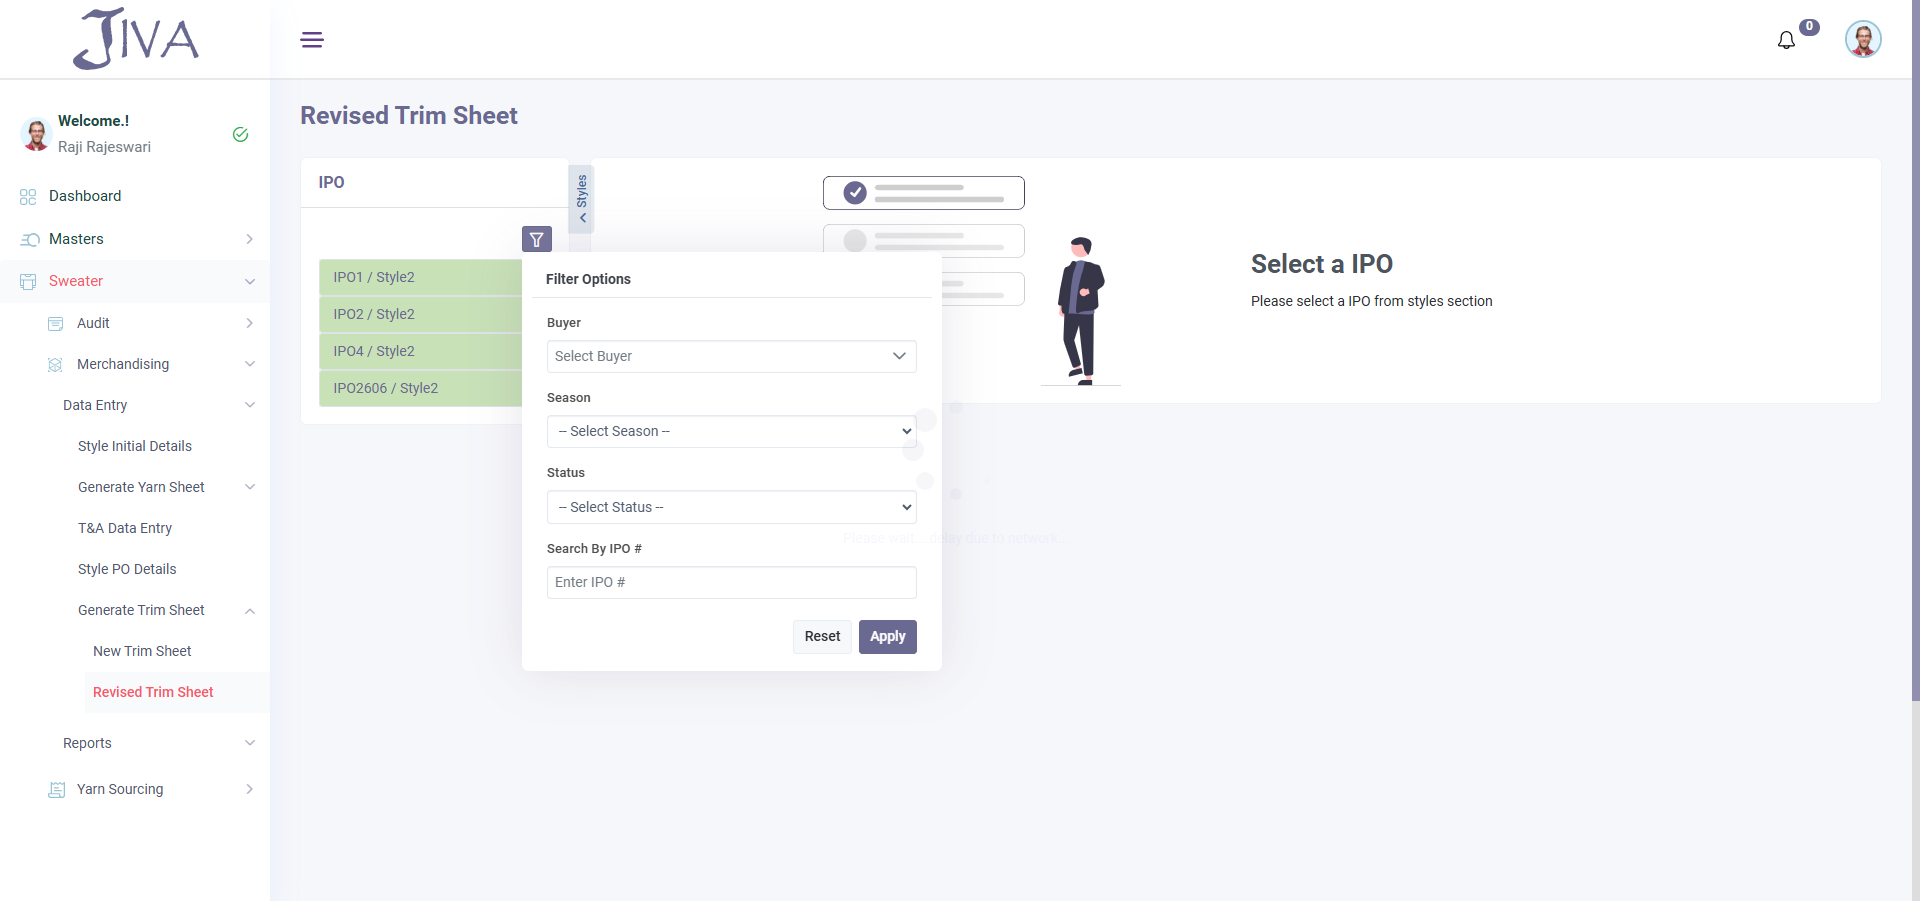 JIVA
0
Welcome.!
Raji Rajeswari
Dashboard
Masters
Sweater
Audit
Merchandising
Data Entry
Style Initial Details
Generate Yarn Sheet
T&A Data Entry
Style PO Details
Generate Trim Sheet
New Trim Sheet
Revised Trim Sheet
Reports
Yarn Sourcing
Revised Trim Sheet
IPO
Styles
IPO1 / Style2
IPO2 / Style2
IPO4 / Style2
IPO2606 / Style2
Filter Options
Buyer
Select Buyer
Season
-- Select Season --
Status
-- Select Status --
Search By IPO #
Enter IPO #
Reset
Apply
Select a IPO
Please select a IPO from styles section
Please wait....delay due to network..